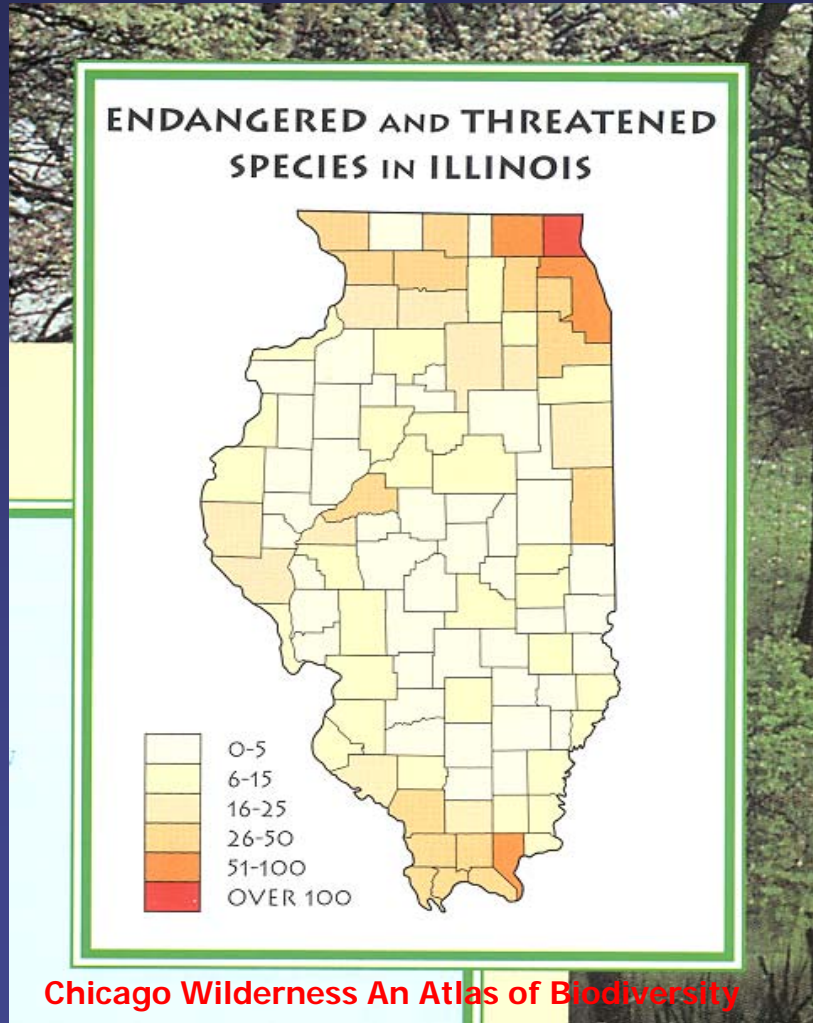 ENDANGERED AND THREATENED
SPECIES IN ILLINOIS
0-5
6-15
16-25
26-50
51-100
OVER 100
Chicago Wilderness An Atlas of Biodiversity